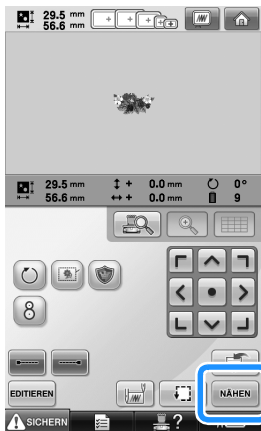 29.5 mm
56.6 mm
29.5 mm ↕ + 0.0 mm 0°
56.6 mm ↔ + 0.0 mm 9
8
EDITIEREN
NÄHEN
SICHERN ?